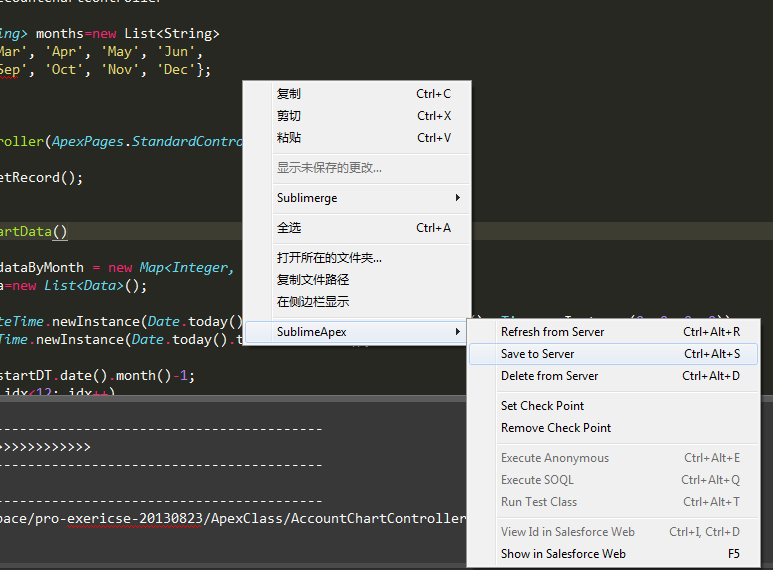 ing> months=new List<String>
Mar', 'Apr', 'May', 'Jun',
Sep', 'Oct', 'Nov', 'Dec'};
roller(ApexPages.StandardContro
etRecord();
artData()
dataByMonth = new Map<Integer,
a=new List<Data>();
teTime.newInstance(Date.today()
Time.newInstance(Date.today().t
startDT.date().month()-1;
idx<12; idx++)
----------------------------------------
>>>>>>>>>>>>
----------------------------------------
----------------------------------------
pace/pro-exericse-20130823/ApexClass/AccountChartController
复制 Ctrl+C
剪切 Ctrl+X
粘贴 Ctrl+V
显示未保存的更改...
Sublimerge
全选 Ctrl+A
打开所在的文件夹...
复制文件路径
在侧边栏显示
SublimeApex
Refresh from Server Ctrl+Alt+R
Save to Server Ctrl+Alt+S
Delete from Server Ctrl+Alt+D
Set Check Point
Remove Check Point
Execute Anonymous Ctrl+Alt+E
Execute SOQL Ctrl+Alt+Q
Run Test Class Ctrl+Alt+T
View Id in Salesforce Web Ctrl+I, Ctrl+D
Show in Salesforce Web F5